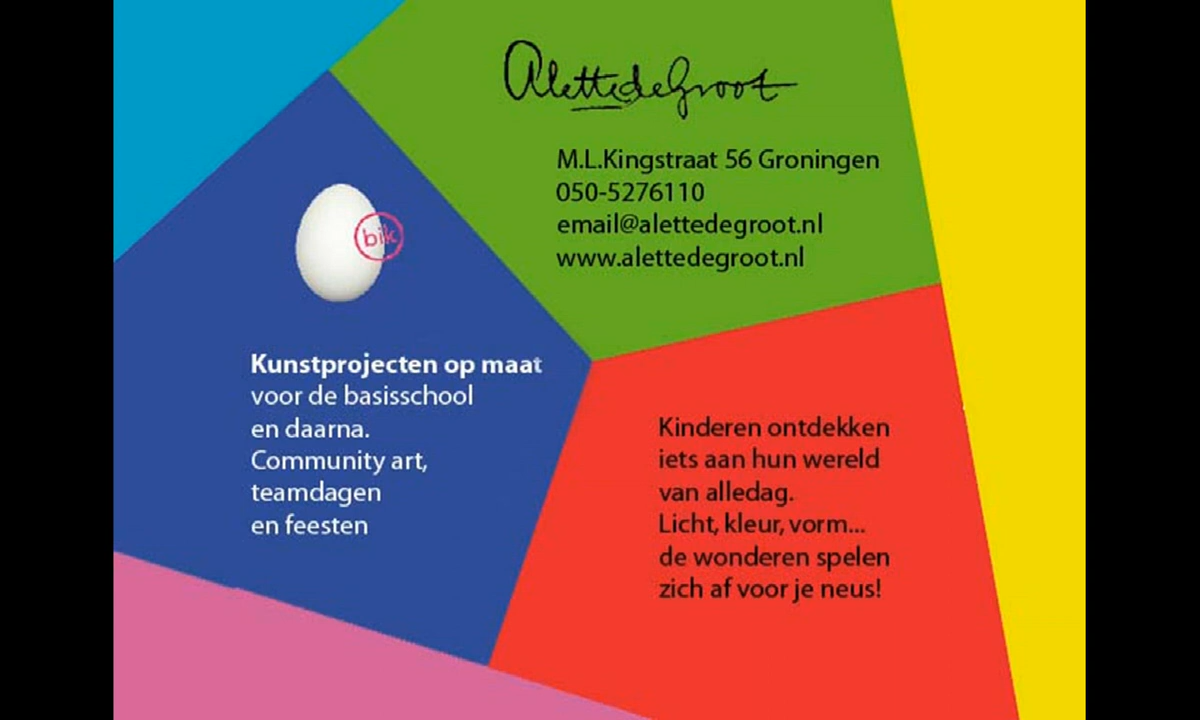 AlettedeGroot
M.L.Kingstraat 56 Groningen
050-5276110
email@alettedegroot.nl
www.alettedegroot.nl
bik
Kunstprojecten op maat
voor de basisschool
en daarna.
Community art,
teamdagen
en feesten
Kinderen ontdekken
iets aan hun wereld
van alledag.
Licht, kleur, vorm...
de wonderen spelen
zich af voor je neus!